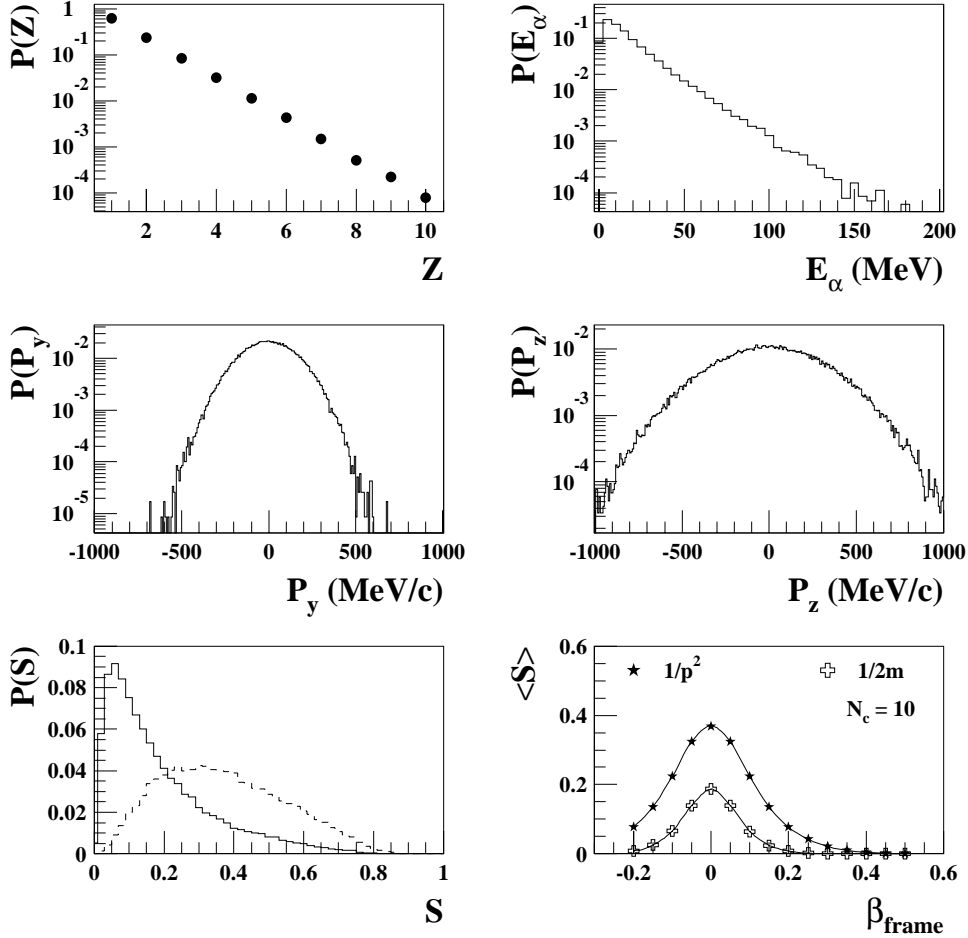 P(Z)
1
10^-1
10^-2
10^-3
10^-4
2 4 6 8 10
Z
P(E_α)
10^-1
10^-2
10^-3
10^-4
0 50 100 150 200
E_α (MeV)
P(P_y)
10^-2
10^-3
10^-4
10^-5
-1000 -500 0 500 1000
P_y (MeV/c)
P(P_z)
10^-2
10^-3
10^-4
-1000 -500 0 500 1000
P_z (MeV/c)
P(S)
0.1
0.08
0.06
0.04
0.02
0
0 0.2 0.4 0.6 0.8 1
S
<S>
0.6
0.4
0.2
0
1/p^2
1/2m
N_c = 10
-0.2 0 0.2 0.4 0.6
β_frame